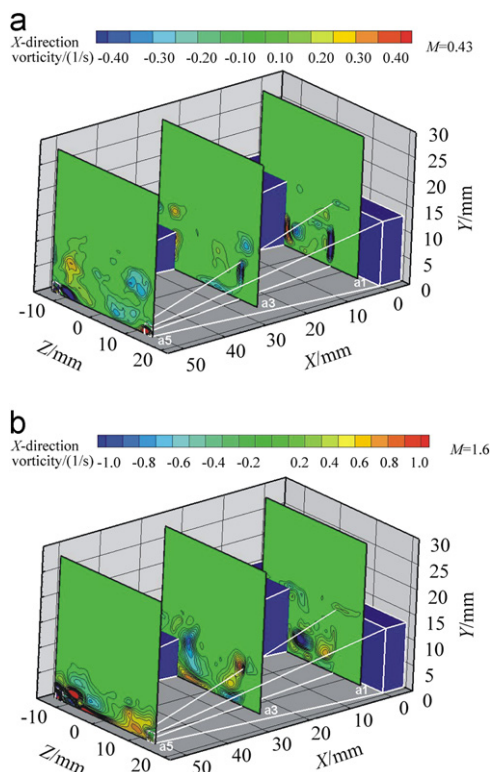 a
X-direction
vorticity/(1/s)
-0.40 -0.30 -0.20 -0.10 0.10 0.20 0.30 0.40
M=0.43
30
25
20
15
10
5
0
Y/mm
a1
a3
a5
-10 0 10 20
Z/mm
50 40 30 20 10 0
X/mm
b
X-direction
vorticity/(1/s)
-1.0 -0.8 -0.6 -0.4 -0.2 0.2 0.4 0.6 0.8 1.0
M=1.6
30
25
20
15
10
5
0
Y/mm
a1
a3
a5
-10 0 10 20
Z/mm
50 40 30 20 10 0
X/mm